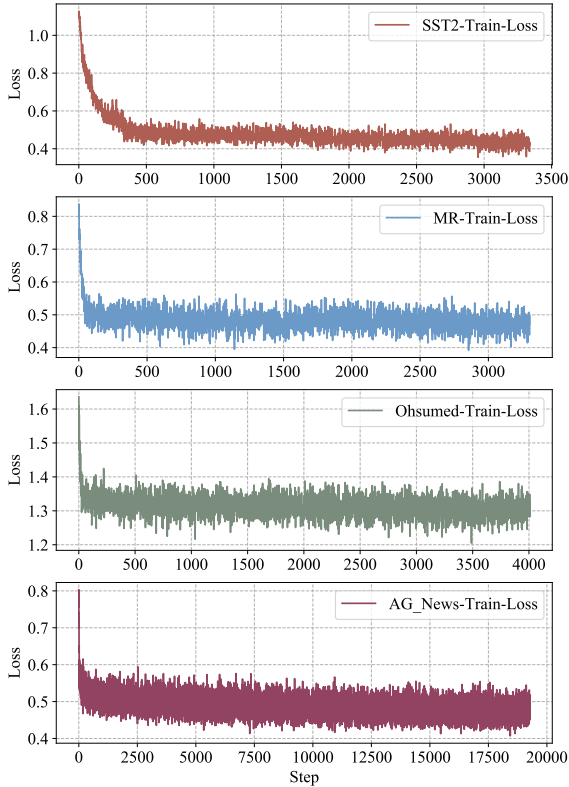 SST2-Train-Loss
Loss
1.0
0.8
0.6
0.4
0 500 1000 1500 2000 2500 3000 3500
MR-Train-Loss
Loss
0.8
0.7
0.6
0.5
0.4
0 500 1000 1500 2000 2500 3000
Ohsumed-Train-Loss
Loss
1.6
1.5
1.4
1.3
1.2
0 500 1000 1500 2000 2500 3000 3500 4000
AG_News-Train-Loss
Loss
0.8
0.7
0.6
0.5
0.4
0 2500 5000 7500 10000 12500 15000 17500 20000
Step